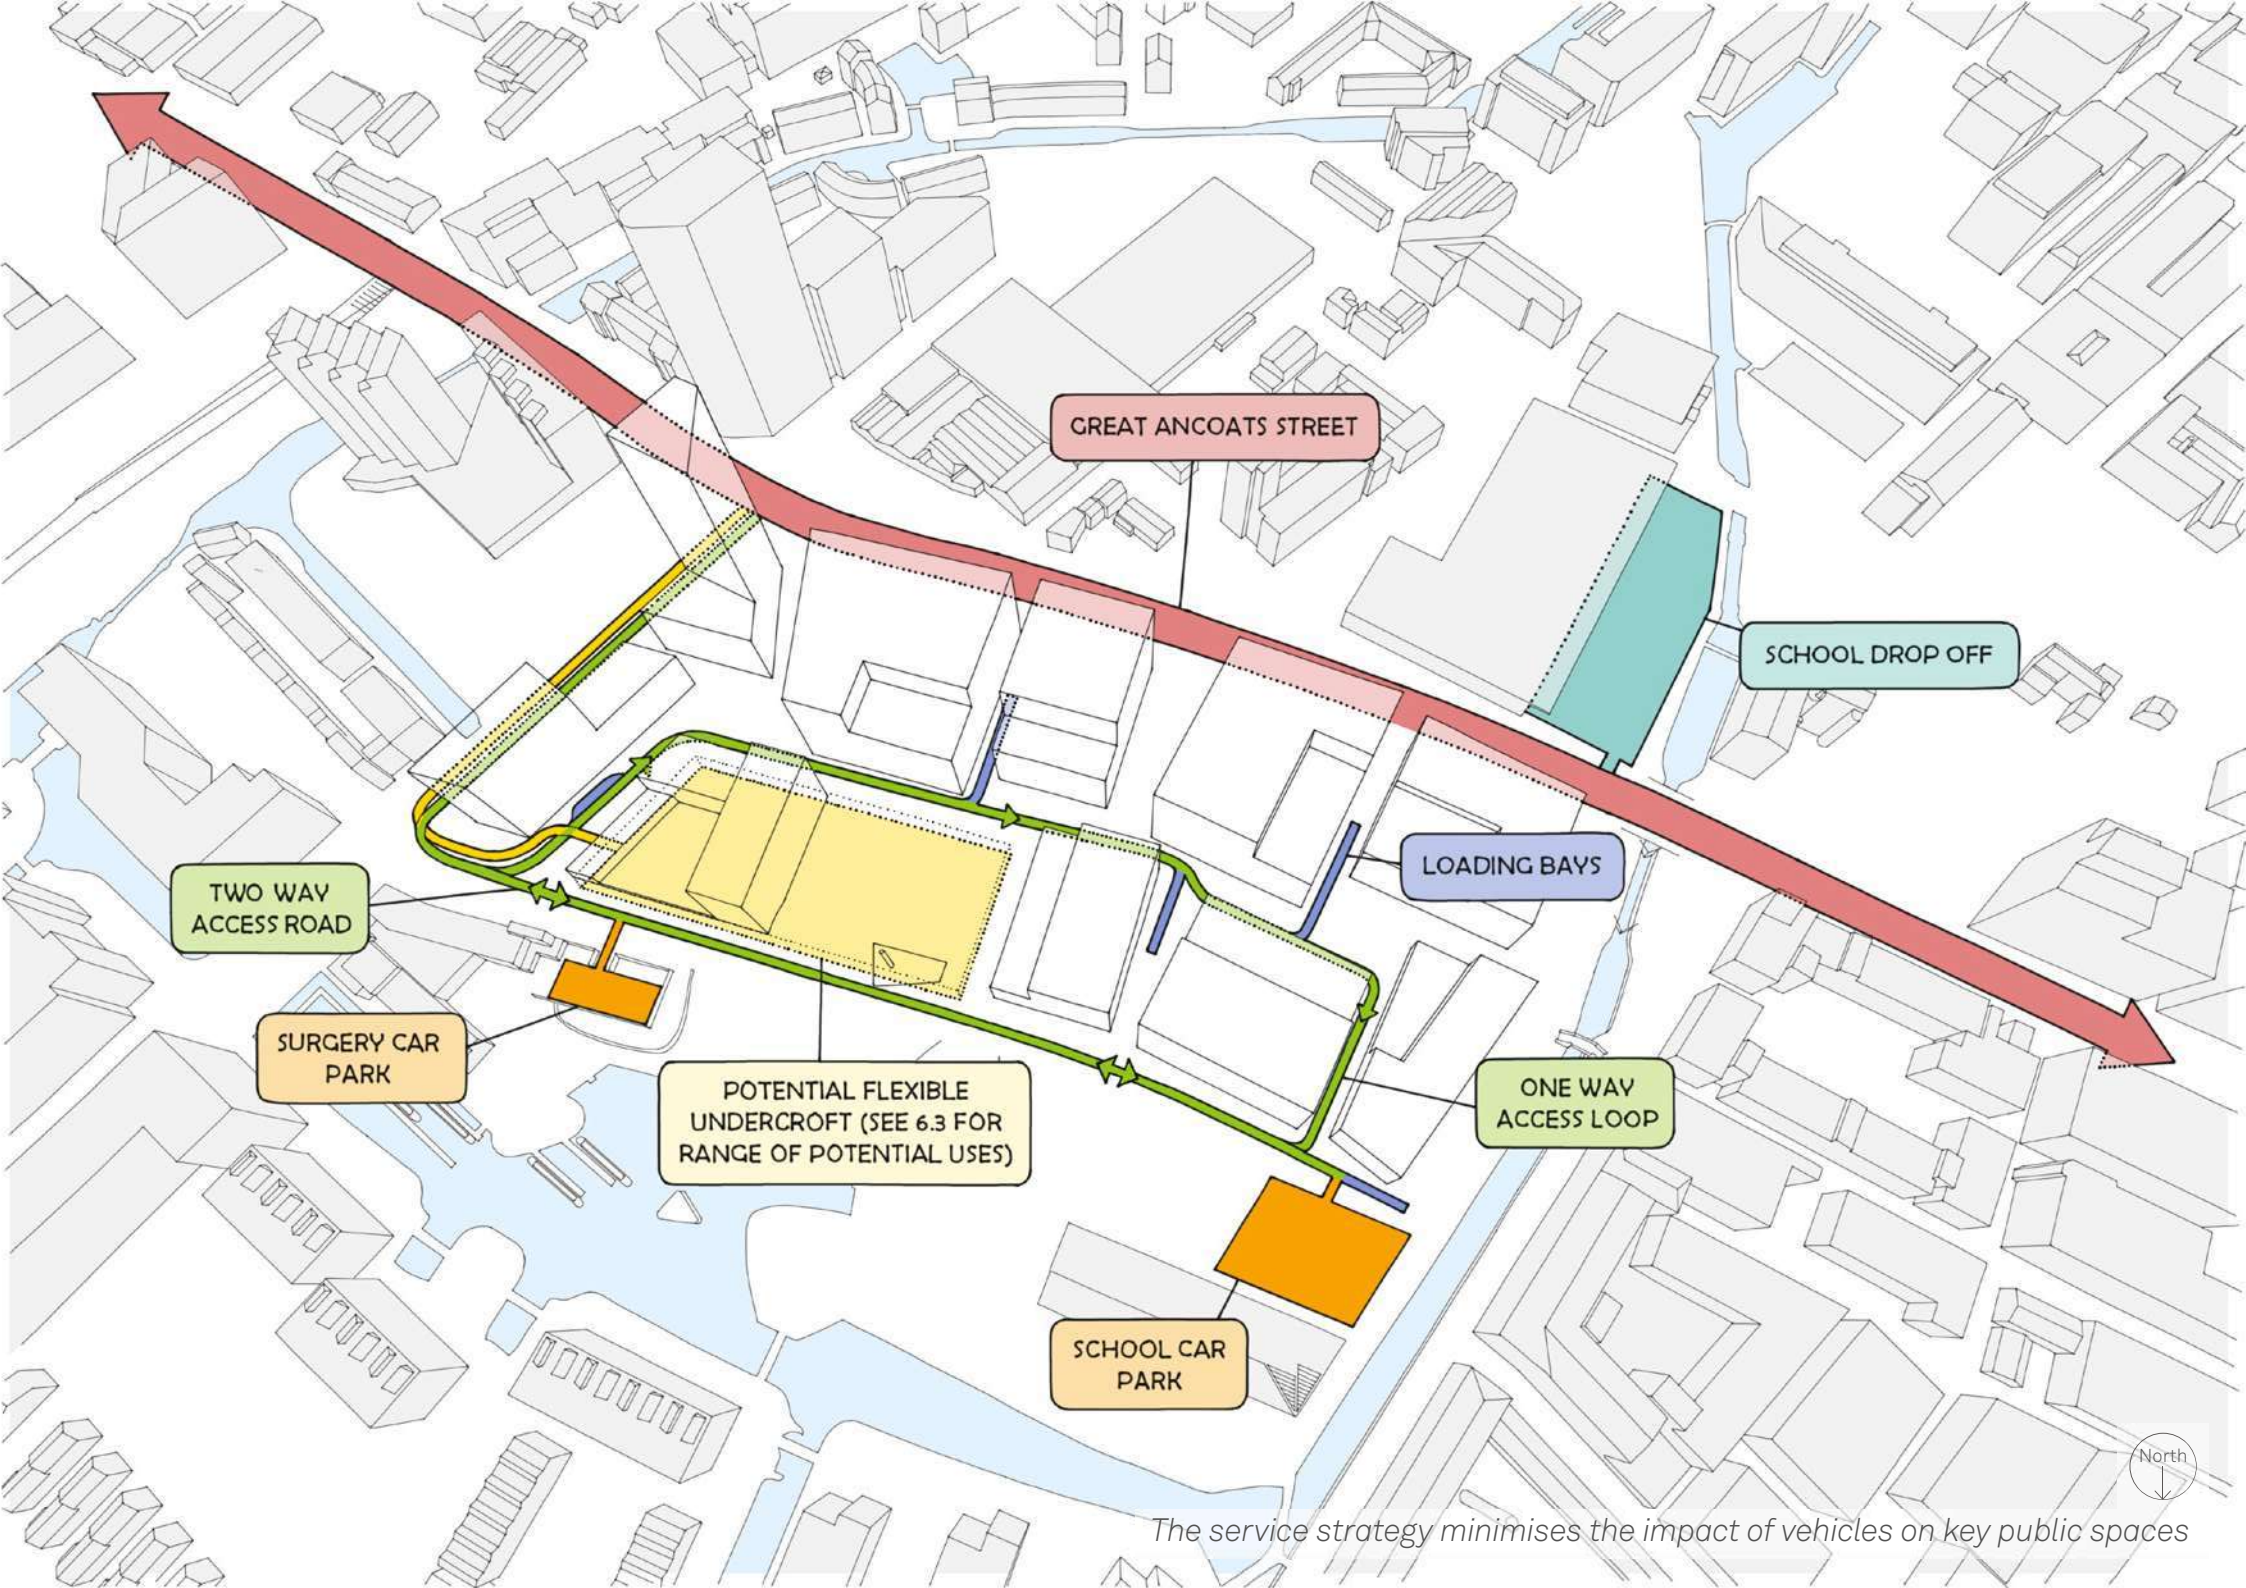 GREAT ANCOATS STREET
SCHOOL DROP OFF
LOADING BAYS
TWO WAY
ACCESS ROAD
SURGERY CAR
PARK
POTENTIAL FLEXIBLE
UNDERCROFT (SEE 6.3 FOR
RANGE OF POTENTIAL USES)
ONE WAY
ACCESS LOOP
SCHOOL CAR
PARK
North
The service strategy minimises the impact of vehicles on key public spaces